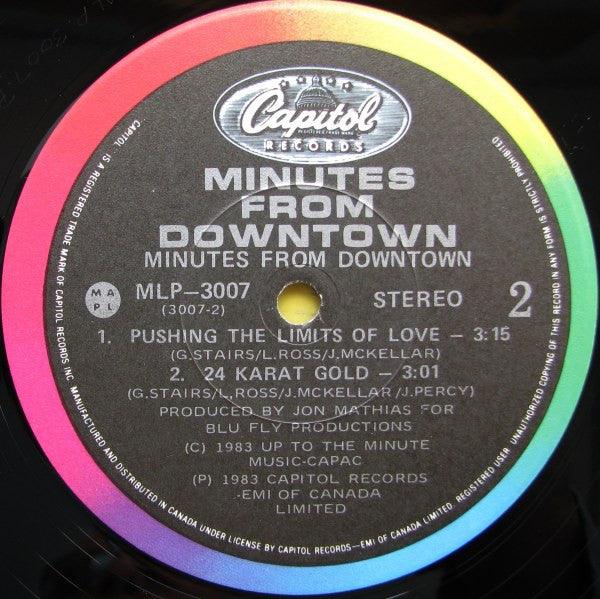 Capitol
REGISTERED TRADE MARK
RECORDS
MINUTES
FROM
DOWNTOWN
MINUTES FROM DOWNTOWN
MLP–3007
(3007-2)
M A
P L
STEREO
2
1. PUSHING THE LIMITS OF LOVE – 3:15
(G.STAIRS/L.ROSS/J.MCKELLAR)
2. 24 KARAT GOLD – 3:01
(G.STAIRS/L.ROSS/J.MCKELLAR/J.PERCY)
PRODUCED BY JON MATHIAS FOR
BLU FLY PRODUCTIONS
(C) 1983 UP TO THE MINUTE
MUSIC-CAPAC
(P) 1983 CAPITOL RECORDS
-EMI OF CANADA
LIMITED
CAPITOL IS A REGISTERED TRADE MARK OF CAPITOL RECORDS INC. MANUFACTURED AND DISTRIBUTED IN CANADA UNDER LICENSE BY CAPITOL RECORDS–EMI OF CANADA LIMITED. REGISTERED USER. UNAUTHORIZED COPYING OF THIS RECORD IN ANY FORM IS STRICTLY PROHIBITED